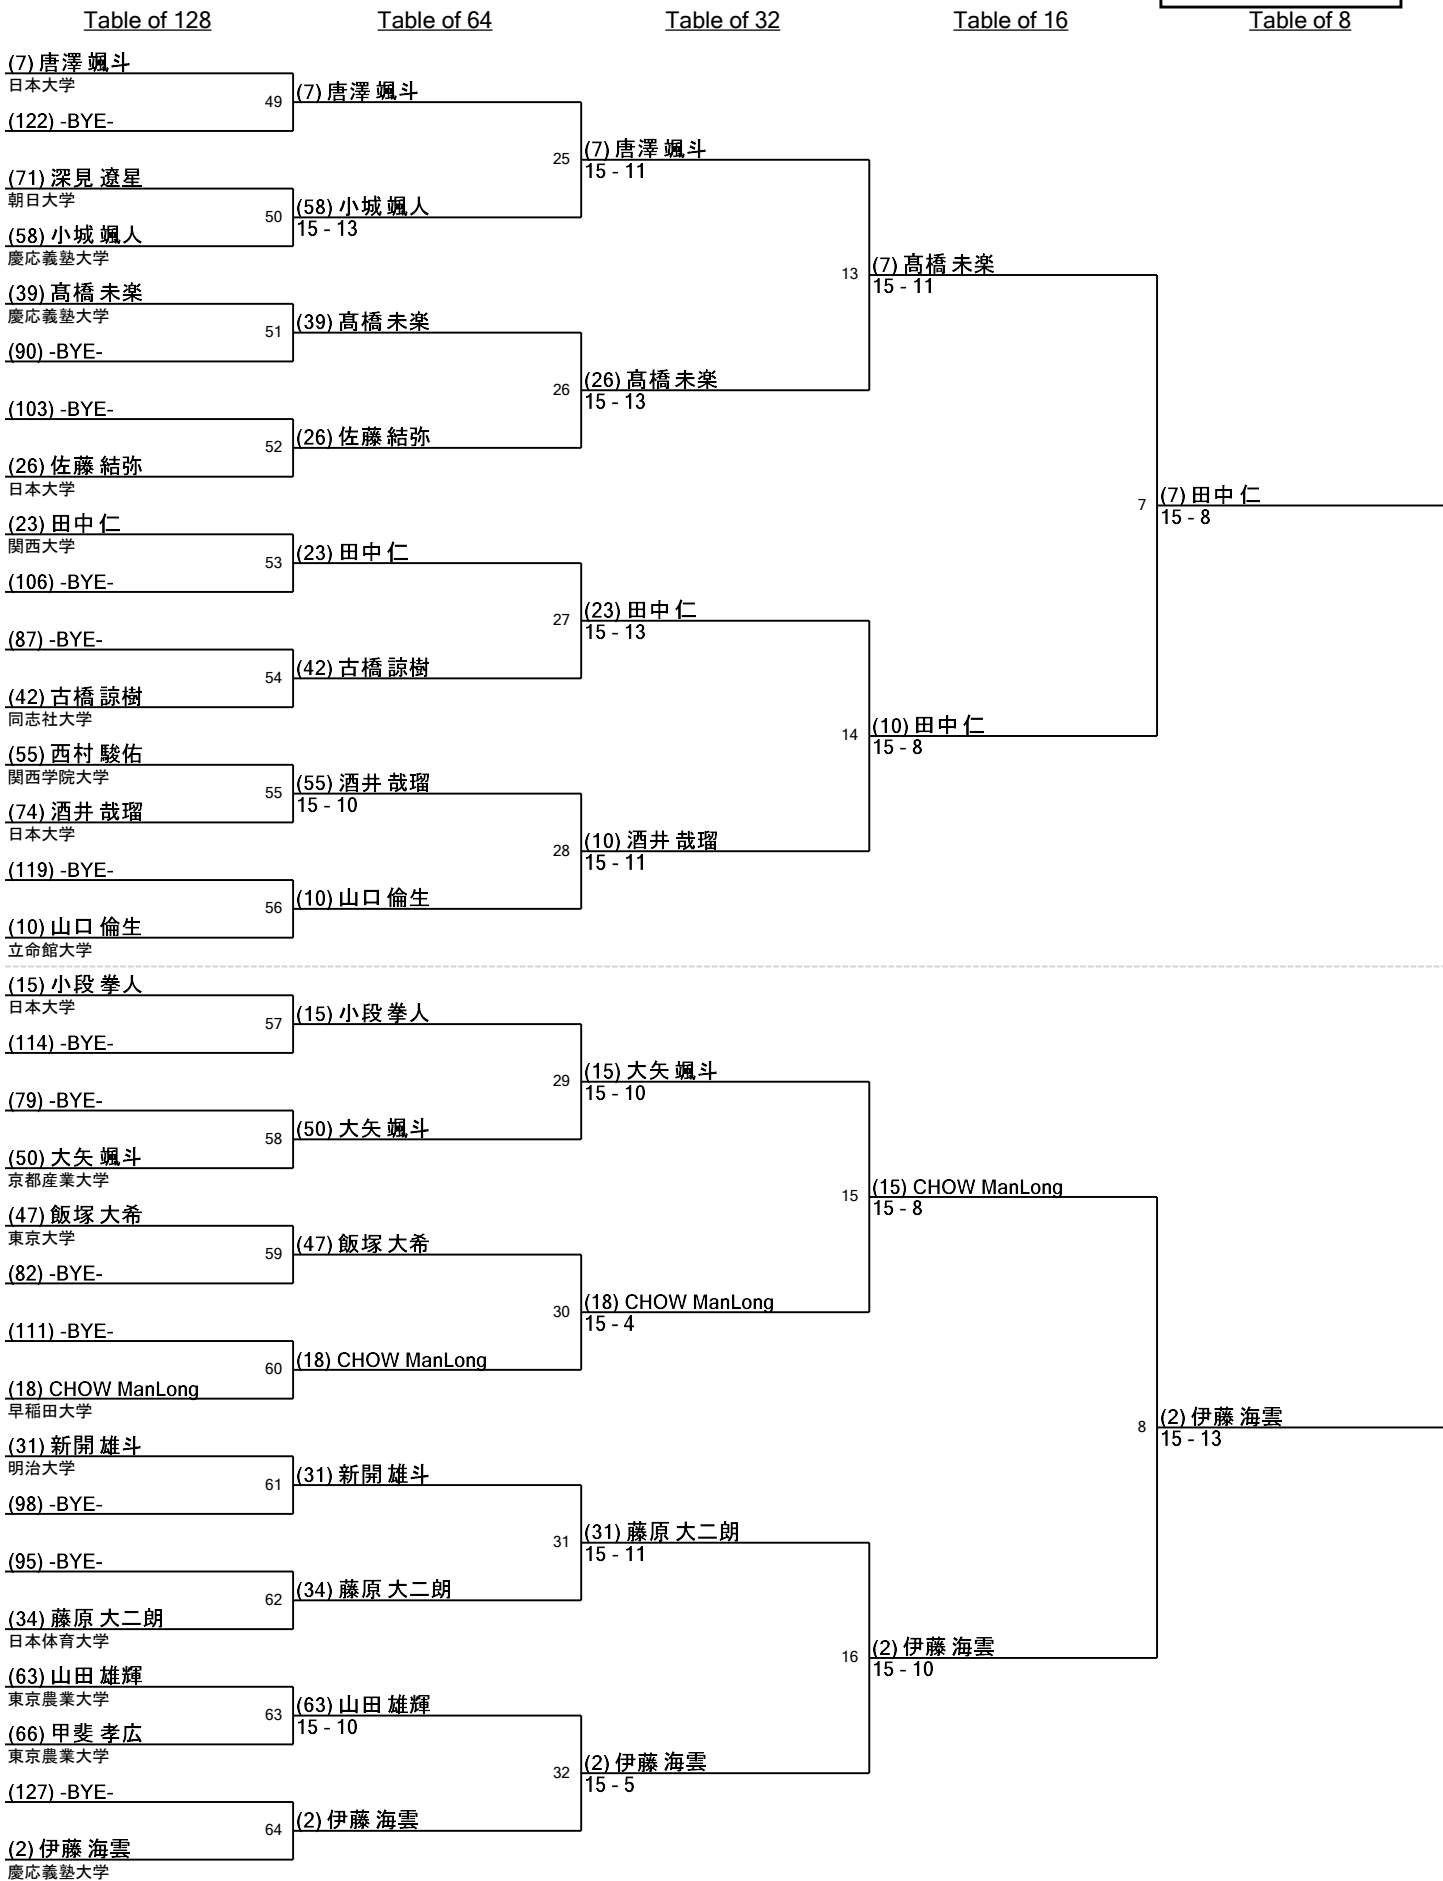 Table of 128
Table of 64
Table of 32
Table of 16
Table of 8
(7) 唐澤 颯斗
日本大学
49
(7) 唐澤 颯斗
(122) -BYE-
25
(7) 唐澤 颯斗
15 - 11
(71) 深見 遼星
朝日大学
50
(58) 小城 颯人
15 - 13
(58) 小城 颯人
慶応義塾大学
13
(7) 髙橋 未楽
15 - 11
(39) 髙橋 未楽
慶応義塾大学
51
(39) 髙橋 未楽
(90) -BYE-
26
(26) 髙橋 未楽
15 - 13
(103) -BYE-
52
(26) 佐藤 結弥
(26) 佐藤 結弥
日本大学
7
(7) 田中 仁
15 - 8
(23) 田中 仁
関西大学
53
(23) 田中 仁
(106) -BYE-
27
(23) 田中 仁
15 - 13
(87) -BYE-
54
(42) 古橋 諒樹
(42) 古橋 諒樹
同志社大学
14
(10) 田中 仁
15 - 8
(55) 西村 駿佑
関西学院大学
55
(55) 酒井 哉瑠
15 - 10
(74) 酒井 哉瑠
日本大学
28
(10) 酒井 哉瑠
15 - 11
(119) -BYE-
56
(10) 山口 倫生
(10) 山口 倫生
立命館大学
(15) 小段 拳人
日本大学
57
(15) 小段 拳人
(114) -BYE-
29
(15) 大矢 颯斗
15 - 10
(79) -BYE-
58
(50) 大矢 颯斗
(50) 大矢 颯斗
京都産業大学
15
(15) CHOW ManLong
15 - 8
(47) 飯塚 大希
東京大学
59
(47) 飯塚 大希
(82) -BYE-
30
(18) CHOW ManLong
15 - 4
(111) -BYE-
60
(18) CHOW ManLong
(18) CHOW ManLong
早稲田大学
8
(2) 伊藤 海雲
15 - 13
(31) 新開 雄斗
明治大学
61
(31) 新開 雄斗
(98) -BYE-
31
(31) 藤原 大二朗
15 - 11
(95) -BYE-
62
(34) 藤原 大二朗
(34) 藤原 大二朗
日本体育大学
16
(2) 伊藤 海雲
15 - 10
(63) 山田 雄輝
東京農業大学
63
(63) 山田 雄輝
15 - 10
(66) 甲斐 孝広
東京農業大学
32
(2) 伊藤 海雲
15 - 5
(127) -BYE-
64
(2) 伊藤 海雲
(2) 伊藤 海雲
慶応義塾大学